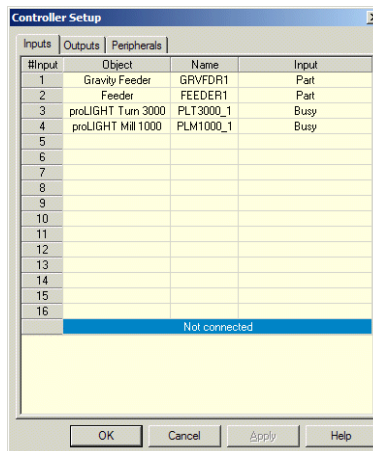 Controller Setup
Inputs Outputs Peripherals
#Input Object Name Input
1 Gravity Feeder GRVFDR1 Part
2 Feeder FEEDER1 Part
3 proLIGHT Turn 3000 PLT3000_1 Busy
4 proLIGHT Mill 1000 PLM1000_1 Busy
5
6
7
8
9
10
11
12
13
14
15
16
Not connected
OK Cancel Apply Help